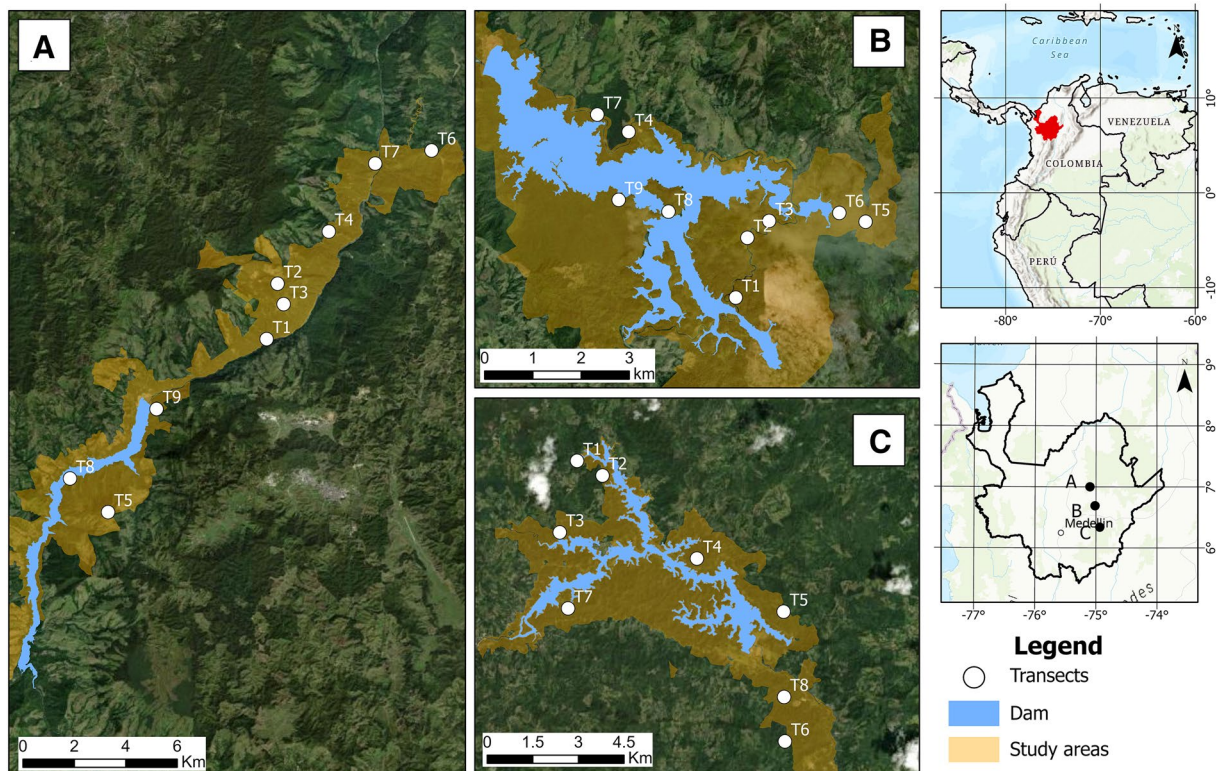 A
T6
T7
T4
T2
T3
T1
T9
T8
T5
0 2 4 6
Km
B
T7
T4
T9
T8
T3
T6
T5
T2
T1
0 1 2 3
km
C
T1
T2
T3
T4
T7
T5
T8
T6
0 1.5 3 4.5
Km
Caribbean
Sea
VENEZUELA
COLOMBIA
PERÚ
10°
0°
-10°
-80° -70° -60°
N
A
B
Medellín
C
9°
8°
7°
6°
-77° -76° -75° -74°
Legend
Transects
Dam
Study areas